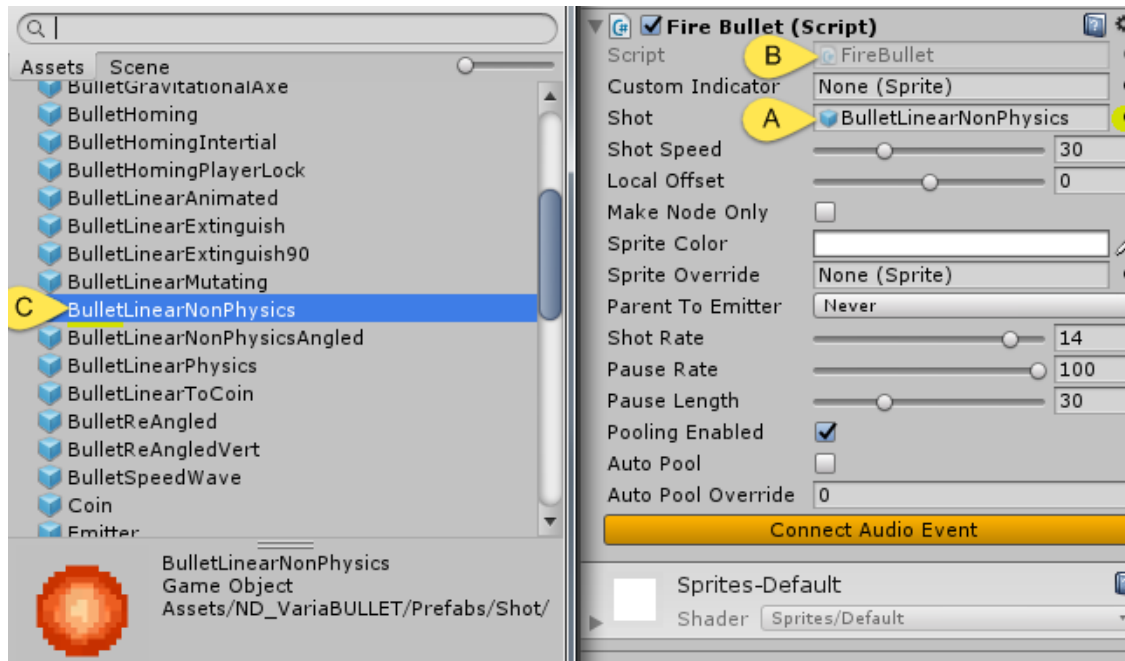 Assets Scene
BulletGravitationalAxe
BulletHoming
BulletHomingIntertial
BulletHomingPlayerLock
BulletLinearAnimated
BulletLinearExtinguish
BulletLinearExtinguish90
BulletLinearMutating
C BulletLinearNonPhysics
BulletLinearNonPhysicsAngled
BulletLinearPhysics
BulletLinearToCoin
BulletReAngled
BulletReAngledVert
BulletSpeedWave
Coin
Emitter
BulletLinearNonPhysics
Game Object
Assets/ND_VariaBULLET/Prefabs/Shot/
C# Fire Bullet (Script)
Script B FireBullet
Custom Indicator None (Sprite)
Shot A BulletLinearNonPhysics
Shot Speed 30
Local Offset 0
Make Node Only
Sprite Color
Sprite Override None (Sprite)
Parent To Emitter Never
Shot Rate 14
Pause Rate 100
Pause Length 30
Pooling Enabled
Auto Pool
Auto Pool Override 0
Connect Audio Event
Sprites-Default
Shader Sprites/Default